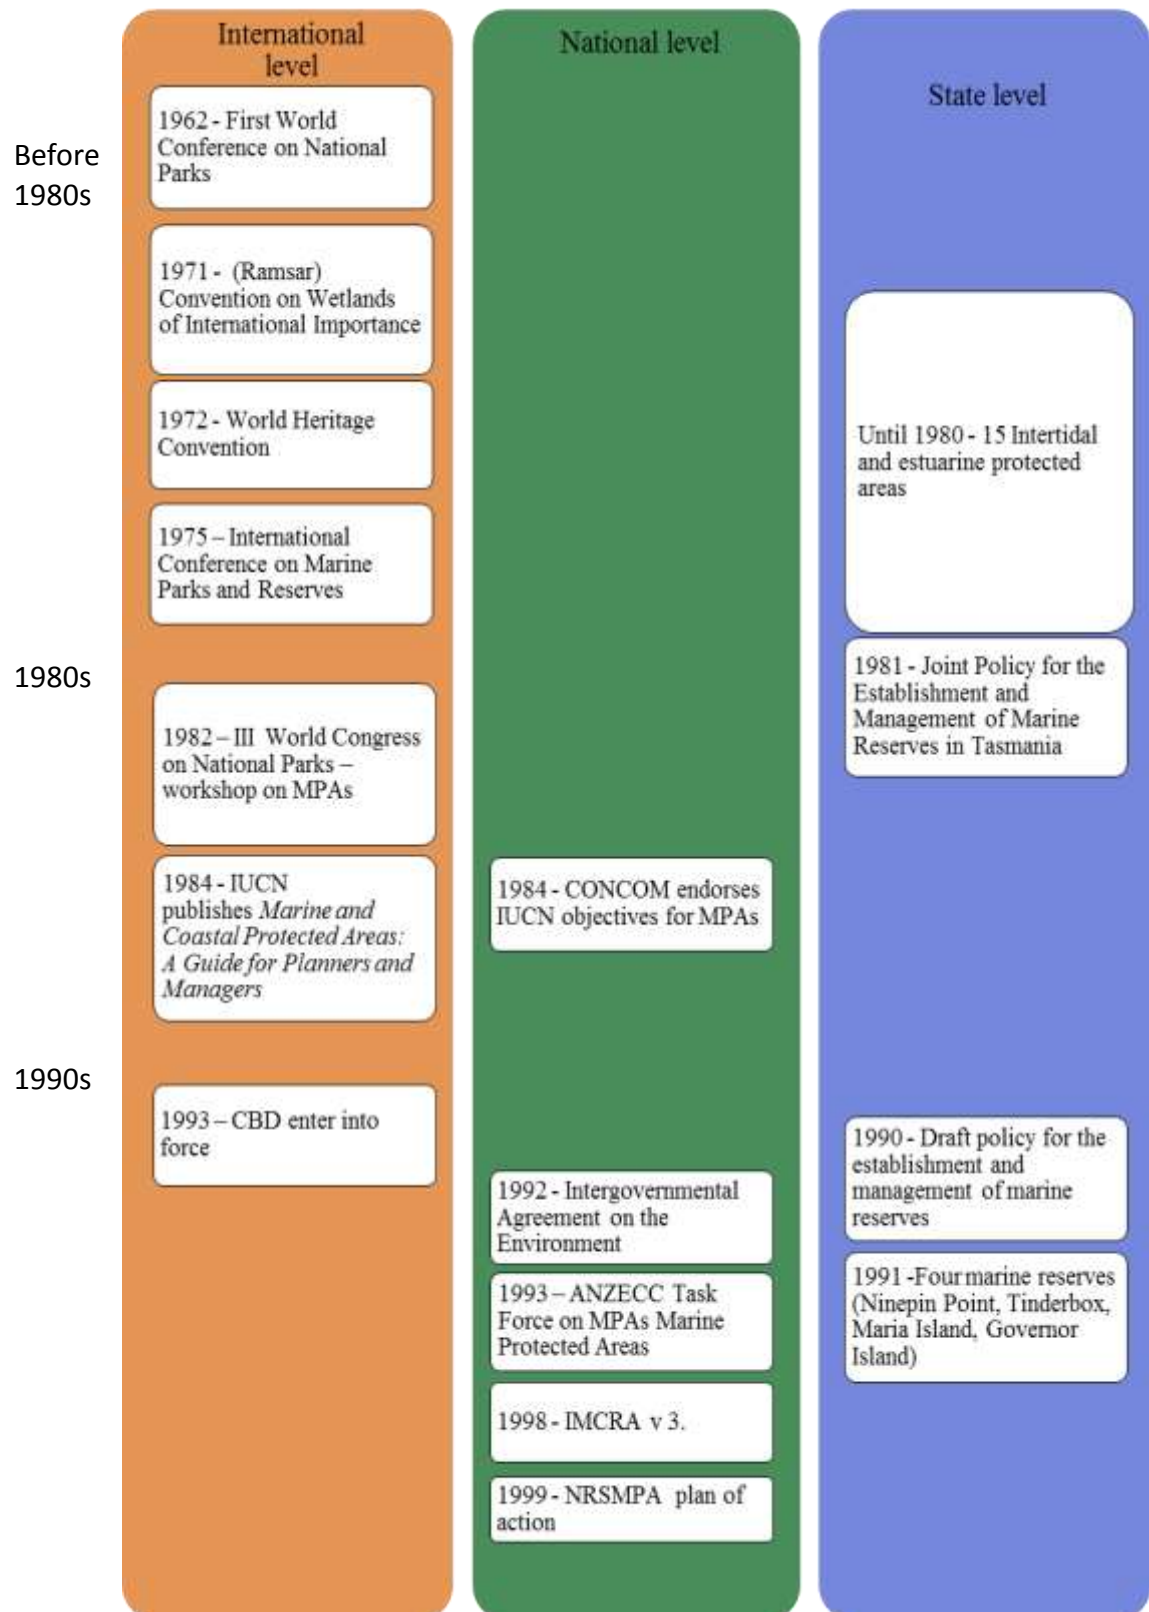 International
level
1962 - First World
Conference on National
Parks
1971 -  (Ramsar)
Convention on Wetlands
of International Importance
1972 - World Heritage
Convention
1975 – International
Conference on Marine
Parks and Reserves
1982 – III  World Congress
on National Parks –
workshop on MPAs
1984 - IUCN
publishes Marine and
Coastal Protected Areas:
A Guide for Planners and
Managers
1993 – CBD enter into
force
National level
1984 - CONCOM endorses
IUCN objectives for MPAs
1992 - Intergovernmental
Agreement on the
Environment
1993 – ANZECC Task
Force on MPAs Marine
Protected Areas
1998 - IMCRA  v 3.
1999 - NRSMPA  plan of
action
State level
Until 1980 - 15 Intertidal
and estuarine protected
areas
1981 - Joint Policy for the
Establishment and
Management of Marine
Reserves in Tasmania
1990 - Draft policy for the
establishment and
management of marine
reserves
1991 -Four marine reserves
(Ninepin Point, Tinderbox,
Maria Island, Governor
Island)
Before
1980s
1980s
1990s